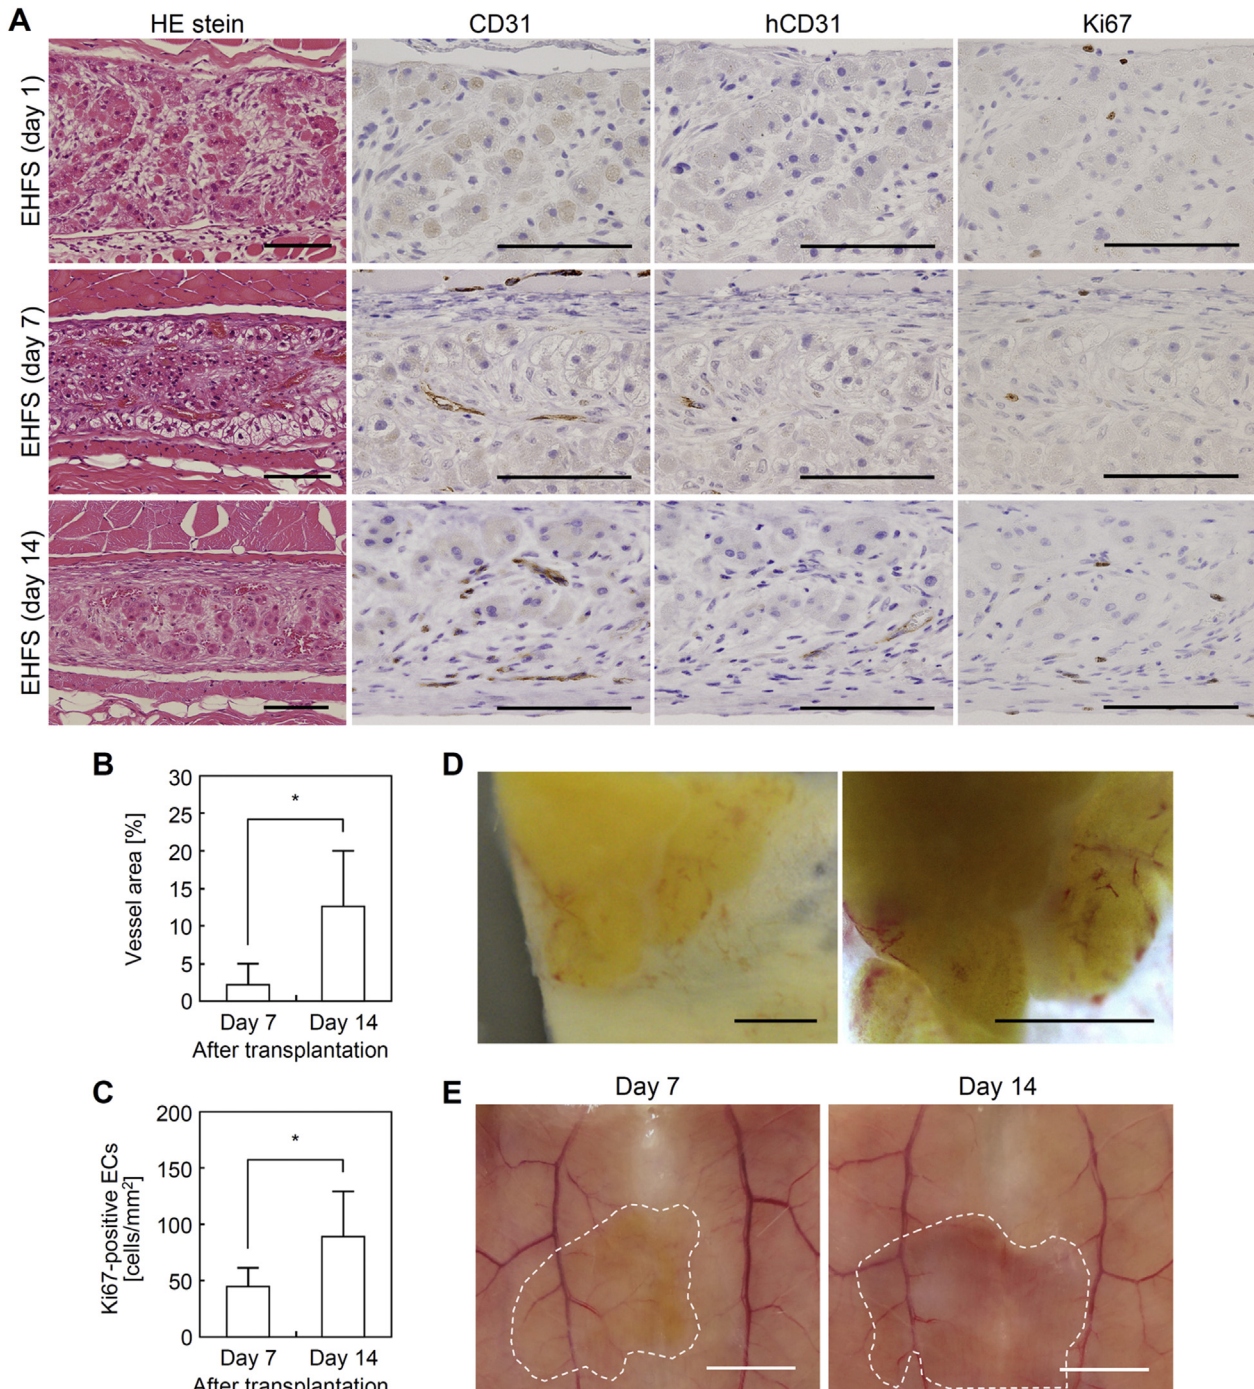 A
HE stein
CD31
hCD31
Ki67
EHFS (day 1)
EHFS (day 7)
EHFS (day 14)
B
Vessel area [%]
30
25
20
15
10
5
0
*
Day 7
Day 14
After transplantation
C
Ki67-positive ECs
[cells/mm²]
200
150
100
50
0
*
Day 7
Day 14
After transplantation
D
E
Day 7
Day 14